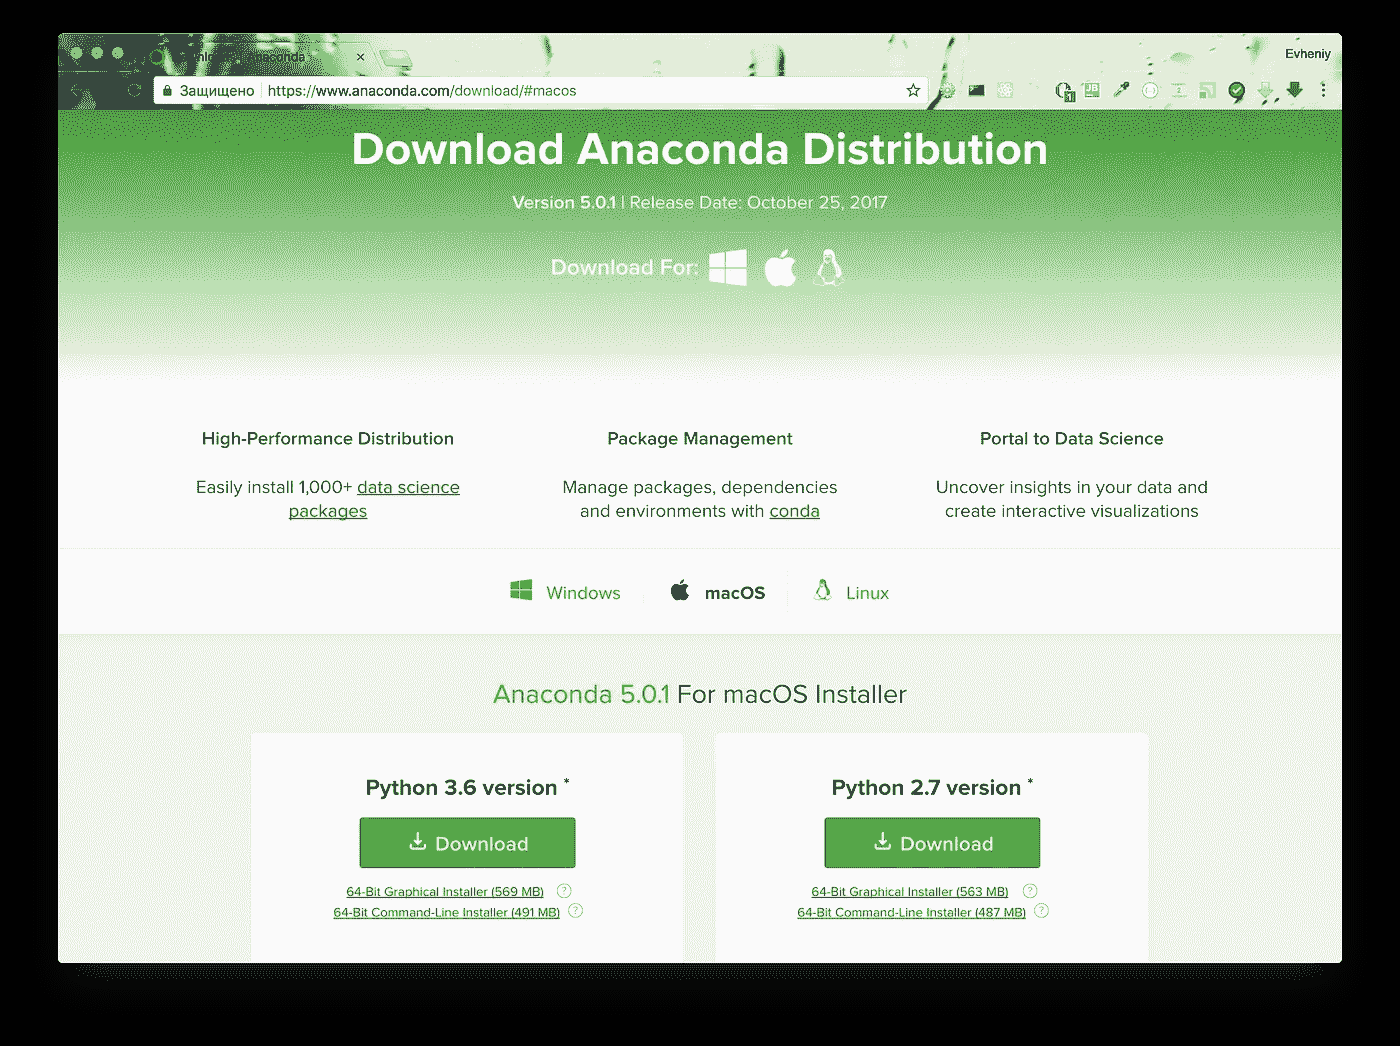 Evheniy
Защищено
https://www.anaconda.com/download/#macos
Download Anaconda Distribution
Version 5.0.1 | Release Date: October 25, 2017
Download For:
High-Performance Distribution
Easily install 1,000+ data science
packages
Package Management
Manage packages, dependencies
and environments with conda
Portal to Data Science
Uncover insights in your data and
create interactive visualizations
Windows
macOS
Linux
Anaconda 5.0.1 For macOS Installer
Python 3.6 version *
Download
64-Bit Graphical Installer (569 MB) ?
64-Bit Command-Line Installer (491 MB) ?
Python 2.7 version *
Download
64-Bit Graphical Installer (563 MB) ?
64-Bit Command-Line Installer (487 MB) ?